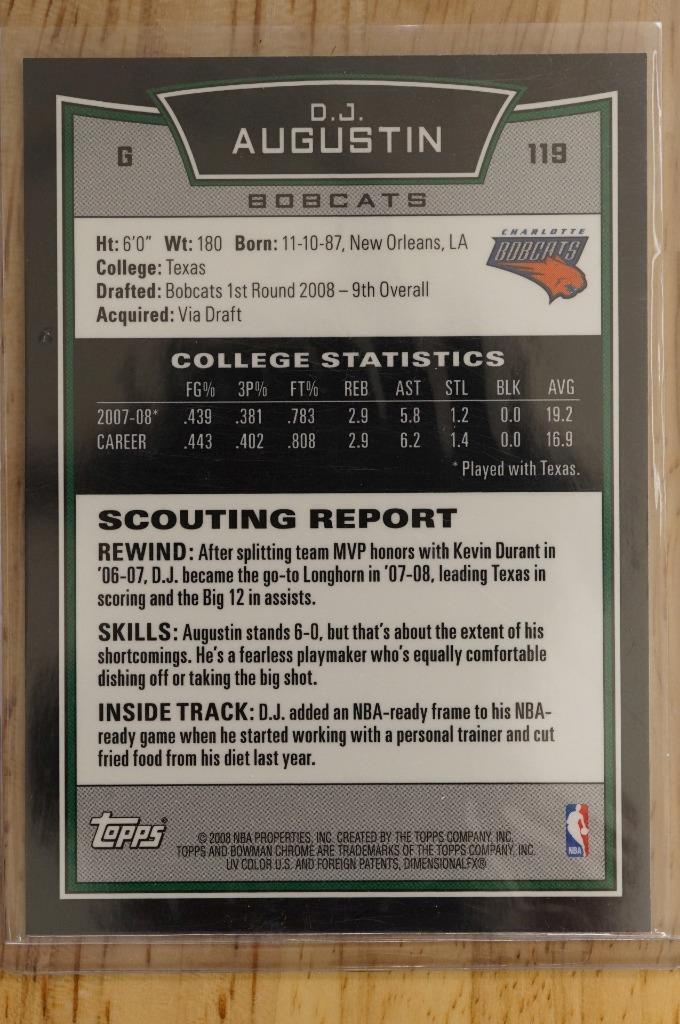 D.J.
AUGUSTIN
G
119
BOBCATS
Ht: 6'0" Wt: 180 Born: 11-10-87, New Orleans, LA
College: Texas
Drafted: Bobcats 1st Round 2008 – 9th Overall
Acquired: Via Draft
CHARLOTTE
BOBCATS
COLLEGE STATISTICS
FG% 3P% FT% REB AST STL BLK AVG
2007-08* .439 .381 .783 2.9 5.8 1.2 0.0 19.2
CAREER .443 .402 .808 2.9 6.2 1.4 0.0 16.9
* Played with Texas.
SCOUTING REPORT
REWIND: After splitting team MVP honors with Kevin Durant in
'06-07, D.J. became the go-to Longhorn in '07-08, leading Texas in
scoring and the Big 12 in assists.
SKILLS: Augustin stands 6-0, but that's about the extent of his
shortcomings. He's a fearless playmaker who's equally comfortable
dishing off or taking the big shot.
INSIDE TRACK: D.J. added an NBA-ready frame to his NBA-
ready game when he started working with a personal trainer and cut
fried food from his diet last year.
Topps®
© 2008 NBA PROPERTIES, INC. CREATED BY THE TOPPS COMPANY, INC.
TOPPS AND BOWMAN CHROME ARE TRADEMARKS OF THE TOPPS COMPANY, INC.
UV COLOR U.S. AND FOREIGN PATENTS, DIMENSIONALFX®
NBA